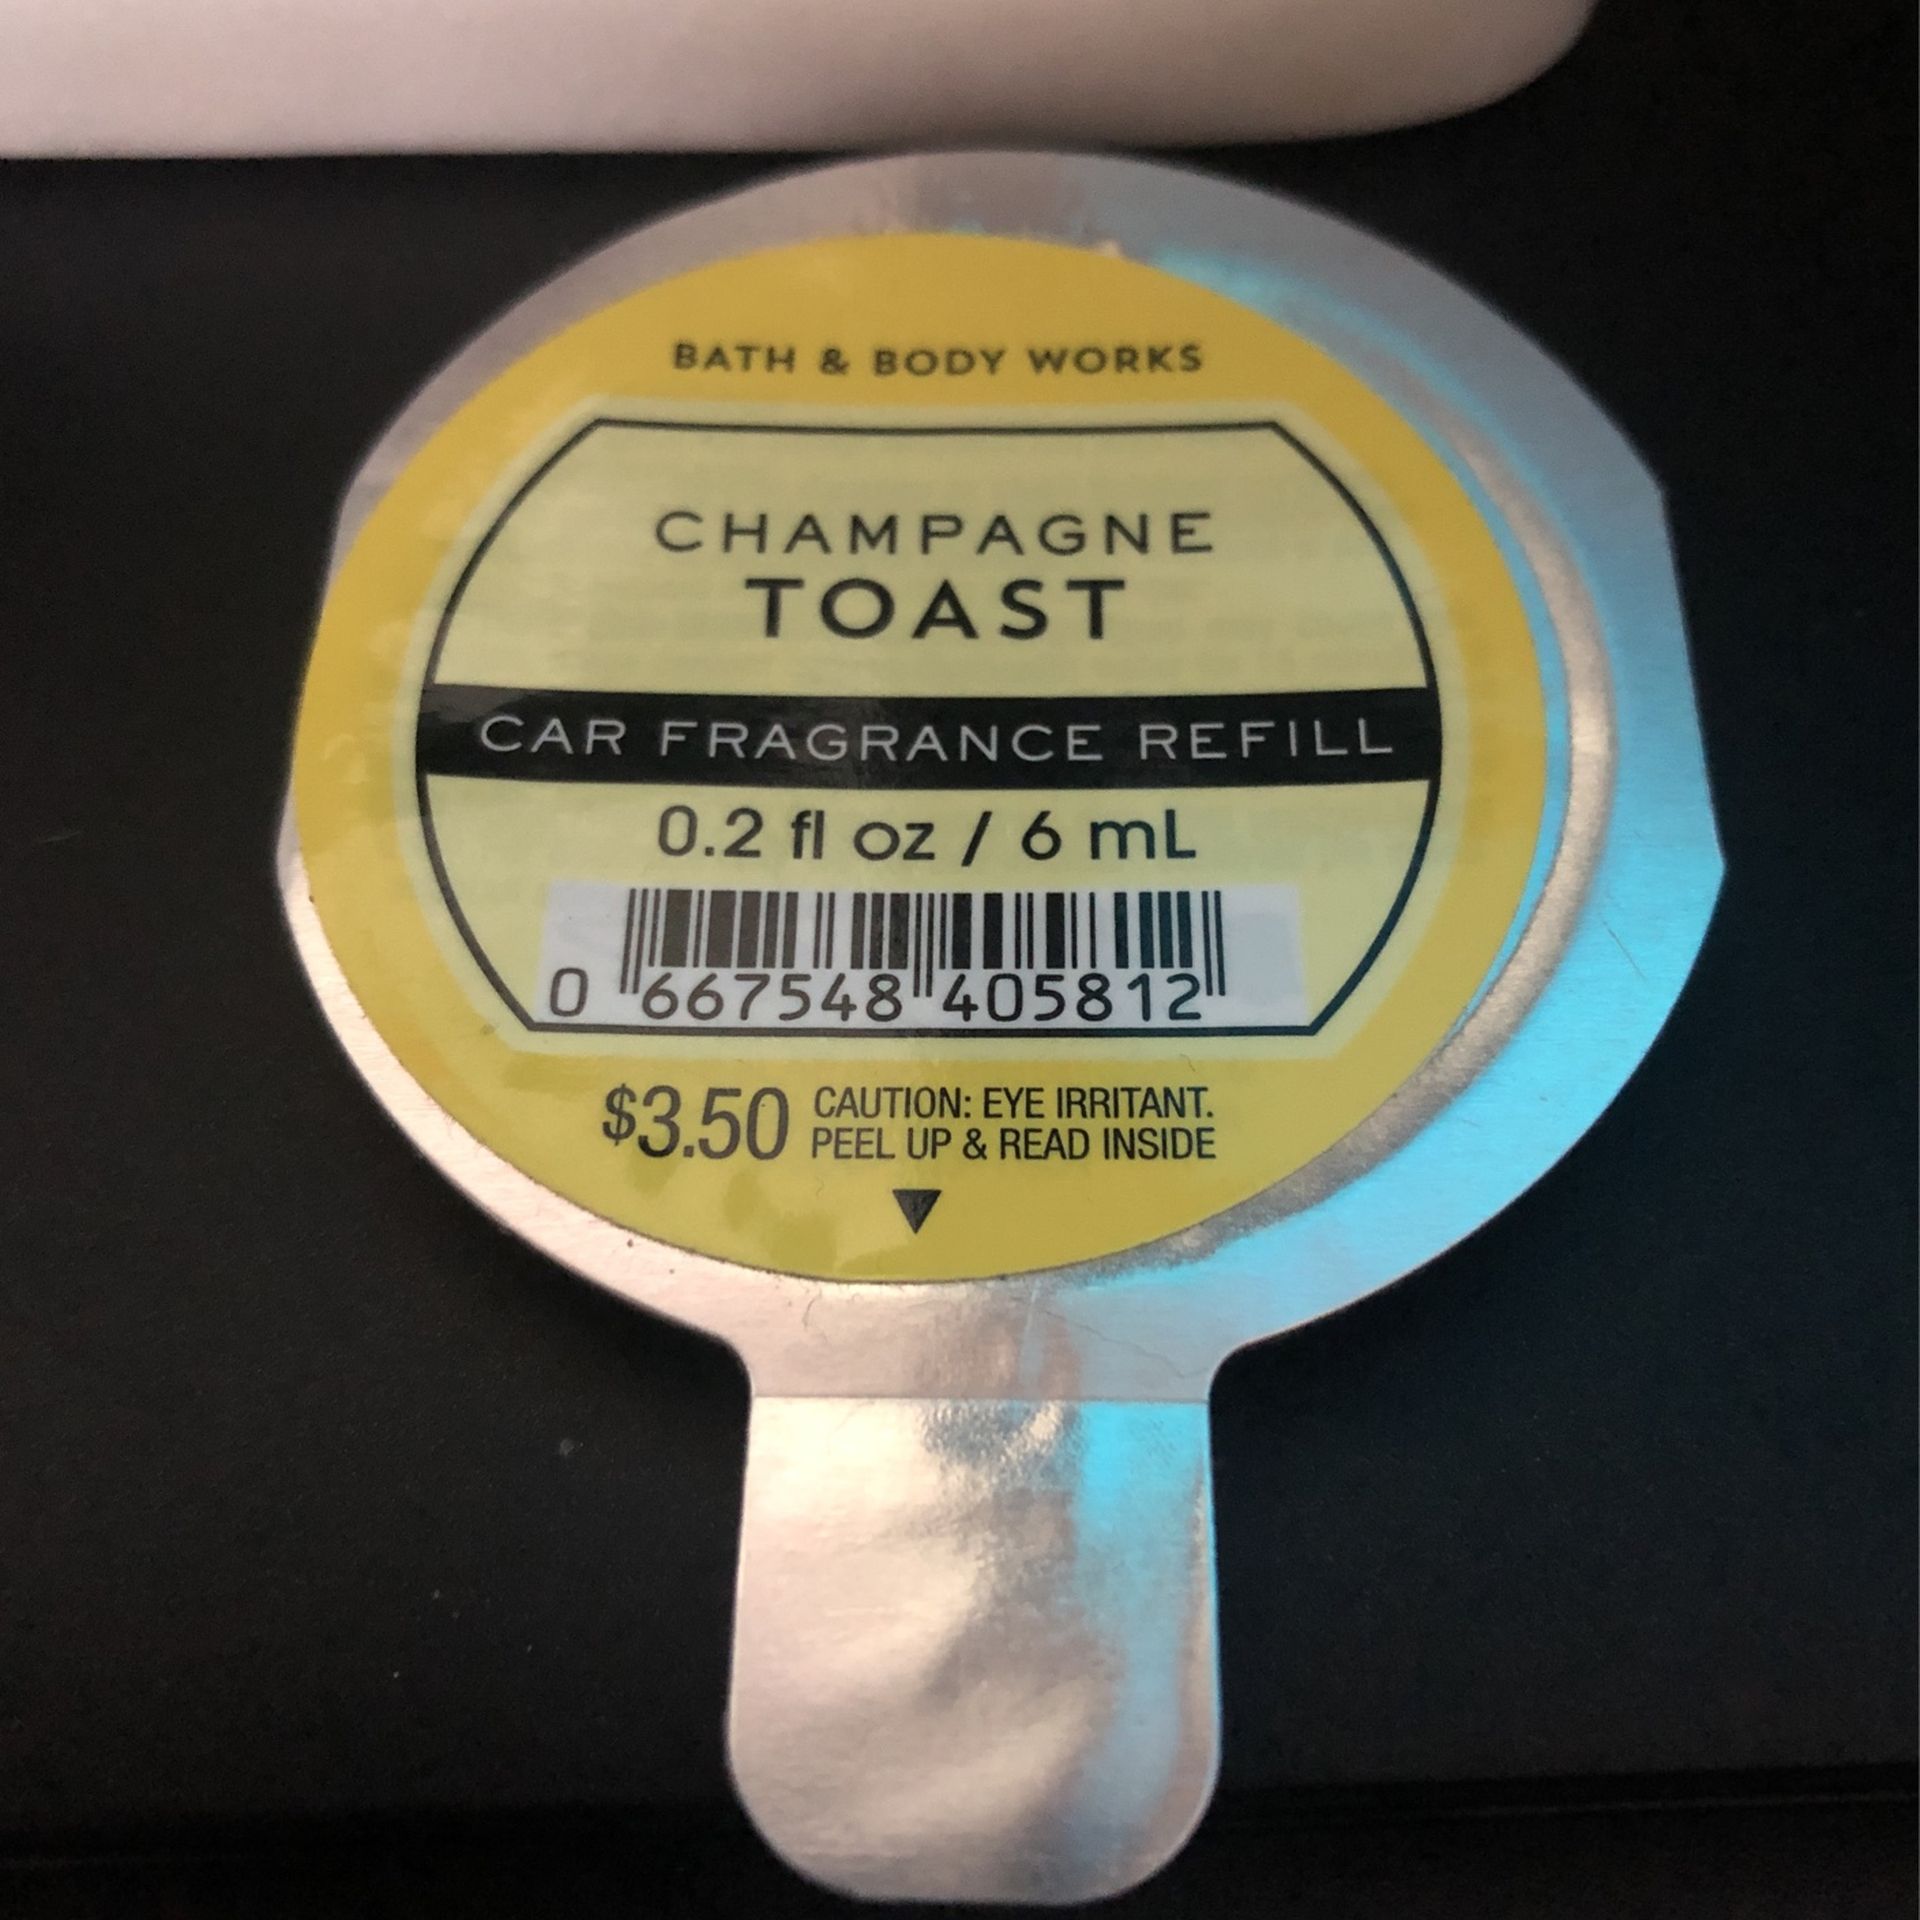 BATH & BODY WORKS
CHAMPAGNE
TOAST
CAR FRAGRANCE REFILL
0.2 fl oz / 6 mL
0 667548 405812
$3.50 CAUTION: EYE IRRITANT.
PEEL UP & READ INSIDE